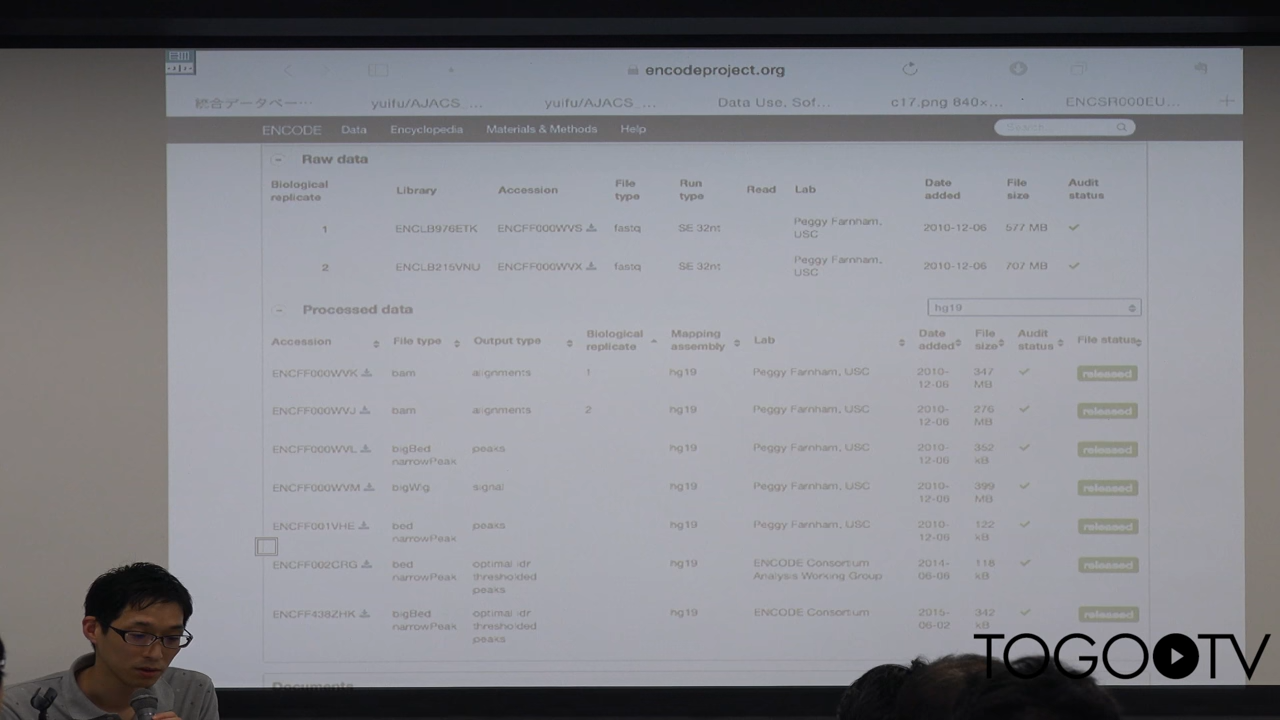 encodeproject.org
統合データベー…
yuifu/AJACS_...
yuifu/AJACS_...
Data Use, Sof...
c17.png 840×...
ENCSR000EU...
ENCODE Data Encyclopedia Materials & Methods Help Search...
Raw data
Biological replicate Library Accession File type Run type Read Lab Date added File size Audit status
1 ENCLB976ETK ENCFF000WVS fastq SE 32nt Peggy Farnham, USC 2010-12-06 577 MB
2 ENCLB215VNU ENCFF000WVX fastq SE 32nt Peggy Farnham, USC 2010-12-06 707 MB
Processed data hg19
Accession File type Output type Biological replicate Mapping assembly Lab Date added File size Audit status File status
ENCFF000WVK bam alignments 1 hg19 Peggy Farnham, USC 2010-12-06 347 MB released
ENCFF000WVJ bam alignments 2 hg19 Peggy Farnham, USC 2010-12-06 276 MB released
ENCFF000WVL bigBed narrowPeak peaks hg19 Peggy Farnham, USC 2010-12-06 352 kB released
ENCFF000WVM bigWig signal hg19 Peggy Farnham, USC 2010-12-06 399 MB released
ENCFF001VHE bed narrowPeak peaks hg19 Peggy Farnham, USC 2010-12-06 122 kB released
ENCFF002CRG bed narrowPeak optimal idr thresholded peaks hg19 ENCODE Consortium Analysis Working Group 2014-06-06 118 kB released
ENCFF438ZHK bigBed narrowPeak optimal idr thresholded peaks hg19 ENCODE Consortium 2015-06-02 342 kB released
Documents
TOGOTV